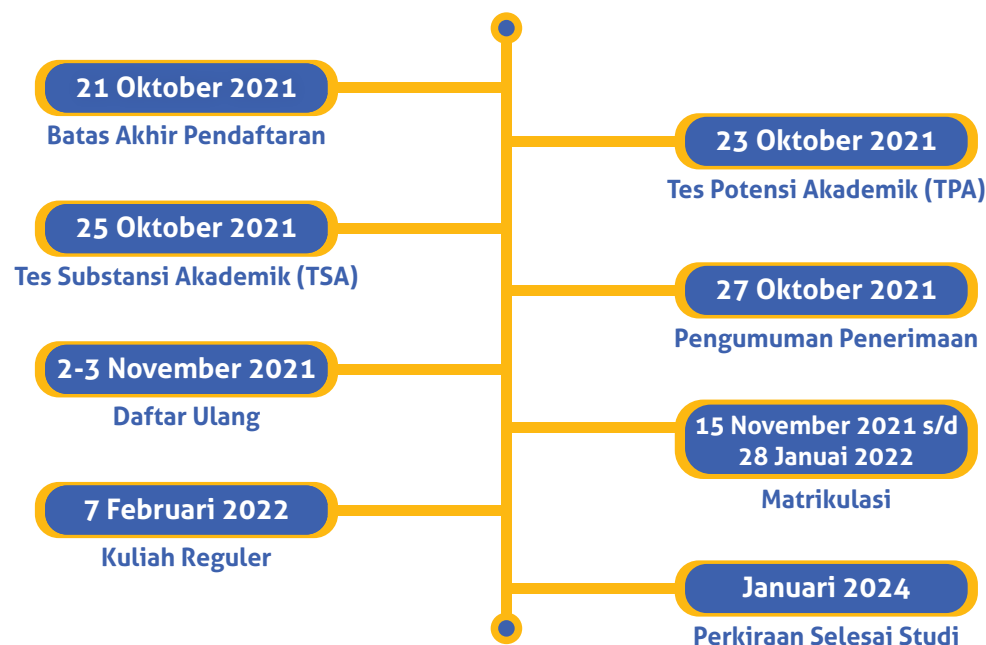 21 Oktober 2021
Batas Akhir Pendaftaran
23 Oktober 2021
Tes Potensi Akademik (TPA)
25 Oktober 2021
Tes Substansi Akademik (TSA)
27 Oktober 2021
Pengumuman Penerimaan
2-3 November 2021
Daftar Ulang
15 November 2021 s/d
28 Januai 2022
Matrikulasi
7 Februari 2022
Kuliah Reguler
Januari 2024
Perkiraan Selesai Studi